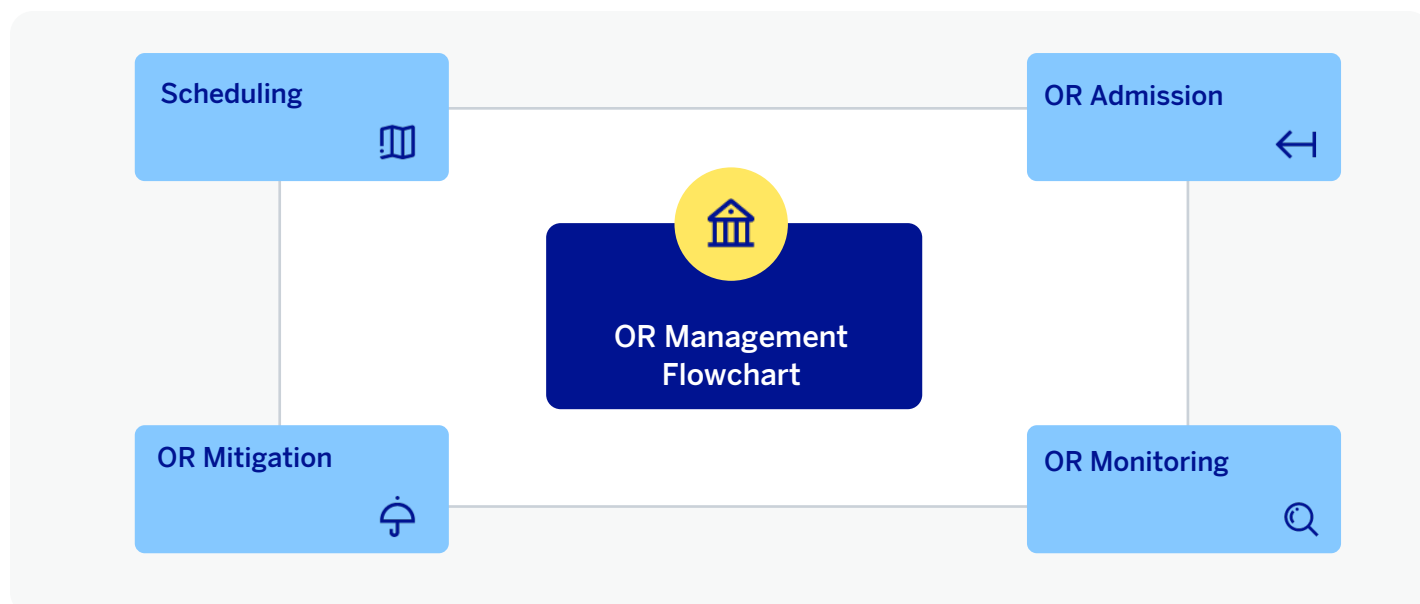 Scheduling
OR Admission
OR Management
Flowchart
OR Mitigation
OR Monitoring